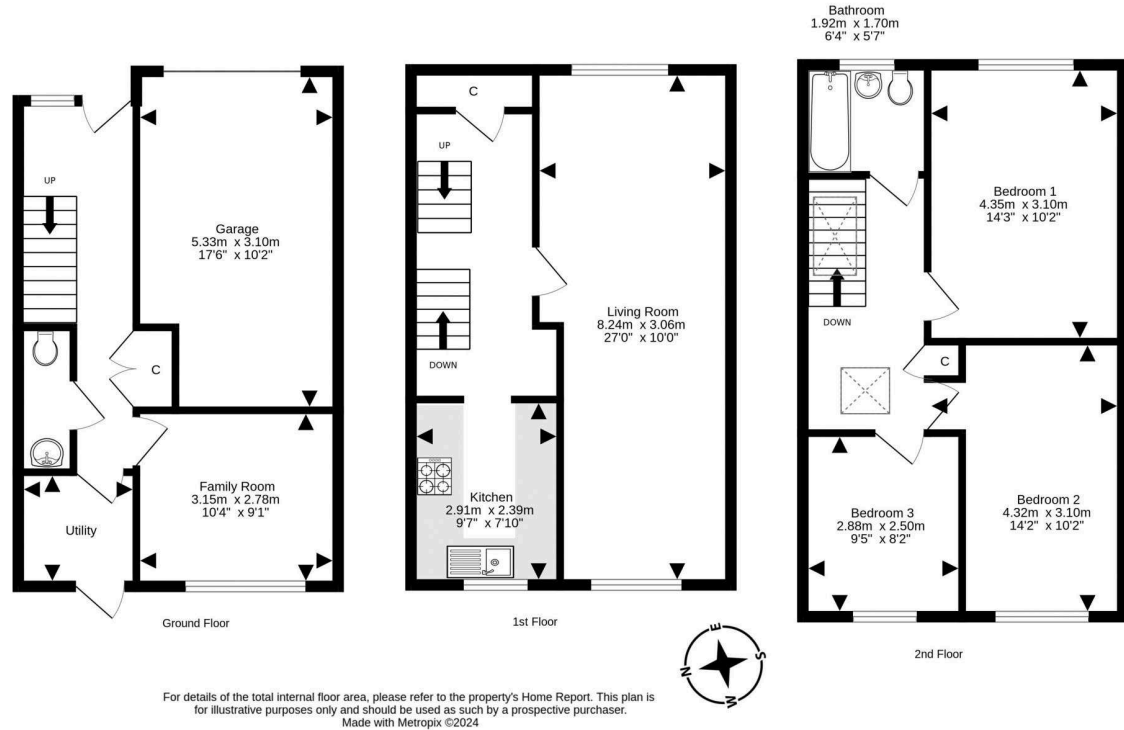 UP
Garage
5.33m x 3.10m
17'6" x 10'2"
C
Family Room
3.15m x 2.78m
10'4" x 9'1"
Utility
Ground Floor
C
UP
DOWN
Living Room
8.24m x 3.06m
27'0" x 10'0"
Kitchen
2.91m x 2.39m
9'7" x 7'10"
1st Floor
Bathroom
1.92m x 1.70m
6'4" x 5'7"
Bedroom 1
4.35m x 3.10m
14'3" x 10'2"
DOWN
C
Bedroom 3
2.88m x 2.50m
9'5" x 8'2"
Bedroom 2
4.32m x 3.10m
14'2" x 10'2"
2nd Floor
E
N
S
W
For details of the total internal floor area, please refer to the property's Home Report. This plan is
for illustrative purposes only and should be used as such by a prospective purchaser.
Made with Metropix ©2024